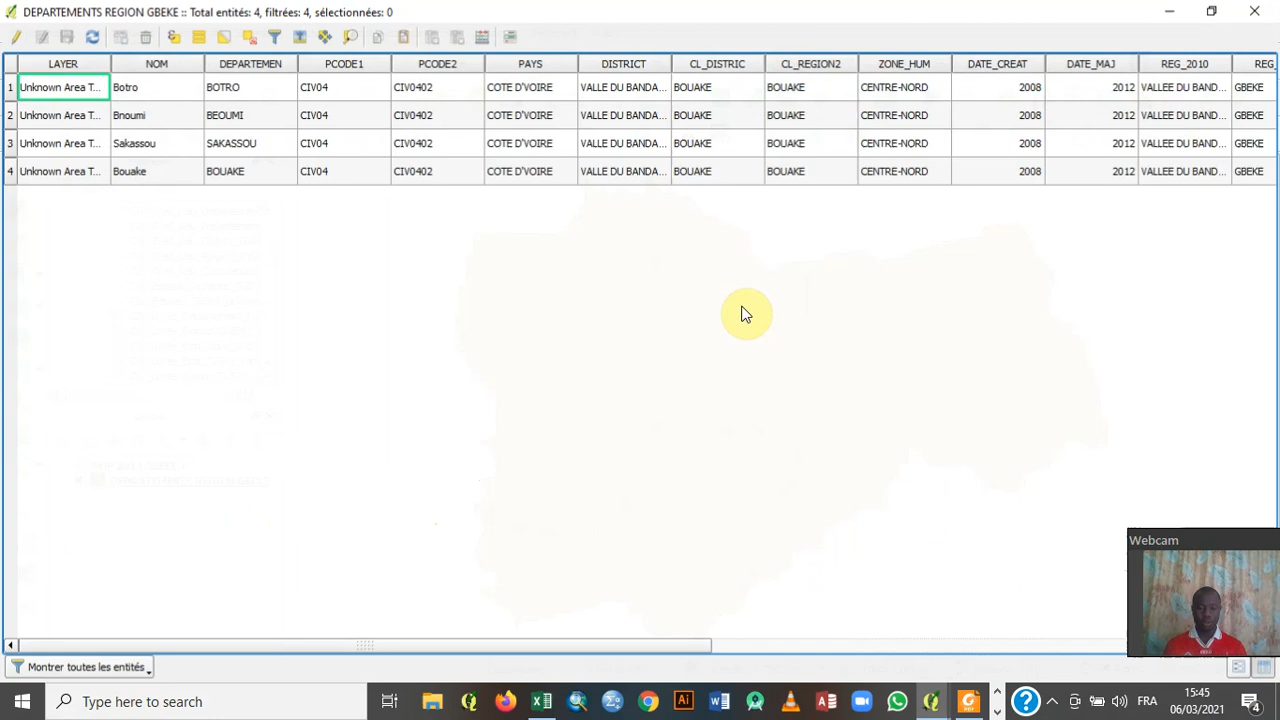 DEPARTEMENTS REGION GBEKE :: Total entités: 4, filtrées: 4, sélectionnées: 0
LAYER NOM DEPARTEMEN PCODE1 PCODE2 PAYS DISTRICT CL_DISTRIC CL_REGION2 ZONE_HUM DATE_CREAT DATE_MAJ REG_2010 REG_
1 Unknown Area T... Botro BOTRO CIV04 CIV0402 COTE D'VOIRE VALLE DU BANDA... BOUAKE BOUAKE CENTRE-NORD 2008 2012 VALLEE DU BAND... GBEKE
2 Unknown Area T... Bnoumi BEOUMI CIV04 CIV0402 COTE D'VOIRE VALLE DU BANDA... BOUAKE BOUAKE CENTRE-NORD 2008 2012 VALLEE DU BAND... GBEKE
3 Unknown Area T... Sakassou SAKASSOU CIV04 CIV0402 COTE D'VOIRE VALLE DU BANDA... BOUAKE BOUAKE CENTRE-NORD 2008 2012 VALLEE DU BAND... GBEKE
4 Unknown Area T... Bouake BOUAKE CIV04 CIV0402 COTE D'VOIRE VALLE DU BANDA... BOUAKE BOUAKE CENTRE-NORD 2008 2012 VALLEE DU BAND... GBEKE
Webcam
Montrer toutes les entités
Type here to search
FRA
15:45
06/03/2021
4